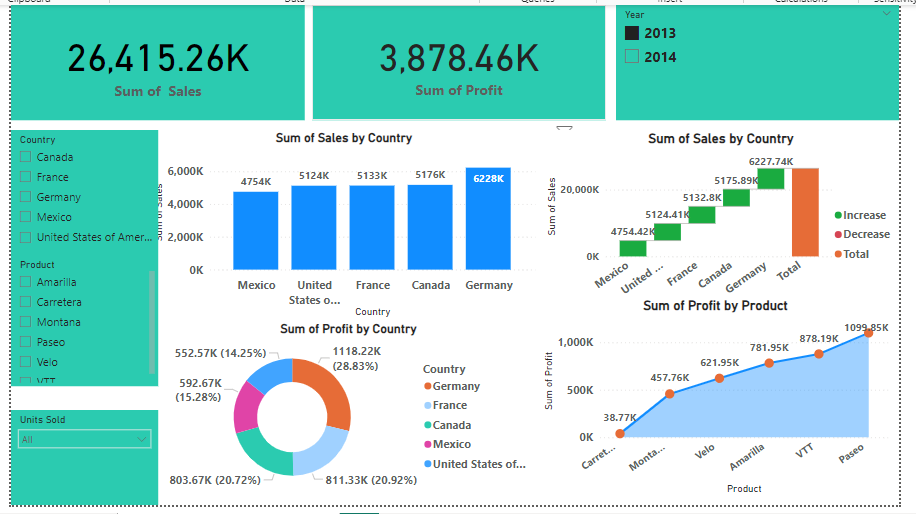 Clipboard
Data
Queries
Insert
Calculations
Sensitivity
26,415.26K
Sum of Sales
3,878.46K
Sum of Profit
Year
2013
2014
Country
Canada
France
Germany
Mexico
United States of Amer...
Product
Amarilla
Carretera
Montana
Paseo
Velo
VTT
Units Sold
All
Sum of Sales by Country
Sum of Sales
6,000K
4,000K
2,000K
0K
4754K
5124K
5133K
5176K
6228K
Mexico
United
States o...
France
Canada
Germany
Country
Sum of Sales by Country
Sum of Sales
20,000K
0K
4754.42K
5124.41K
5132.8K
5175.89K
6227.74K
Mexico
United ...
France
Canada
Germany
Total
Increase
Decrease
Total
Sum of Profit by Country
552.57K (14.25%)
1118.22K
(28.83%)
592.67K
(15.28%)
803.67K (20.72%)
811.33K (20.92%)
Country
Germany
France
Canada
Mexico
United States of...
Sum of Profit by Product
Sum of Profit
1,000K
500K
0K
38.77K
457.76K
621.95K
781.95K
878.19K
1099.85K
Carret...
Monta...
Velo
Amarilla
VTT
Paseo
Product